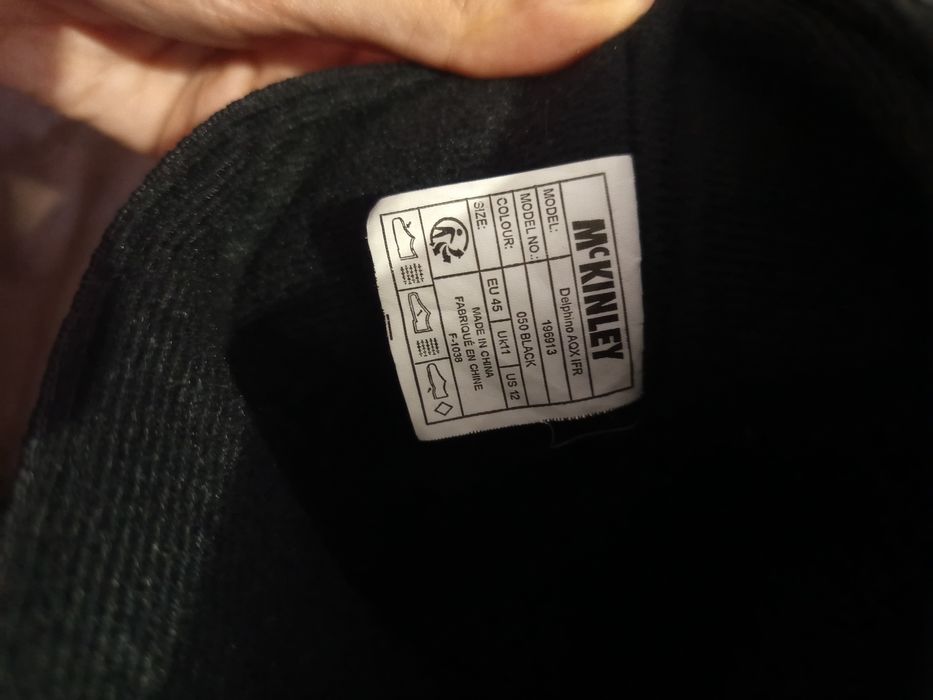 McKINLEY
MODEL: Delphino AQX IFR
MODEL NO.: 196913
COLOUR: 050 BLACK
SIZE: EU 45 Uk11 US 12
MADE IN CHINA
FABRIQUÉ EN CHINE
F-1038